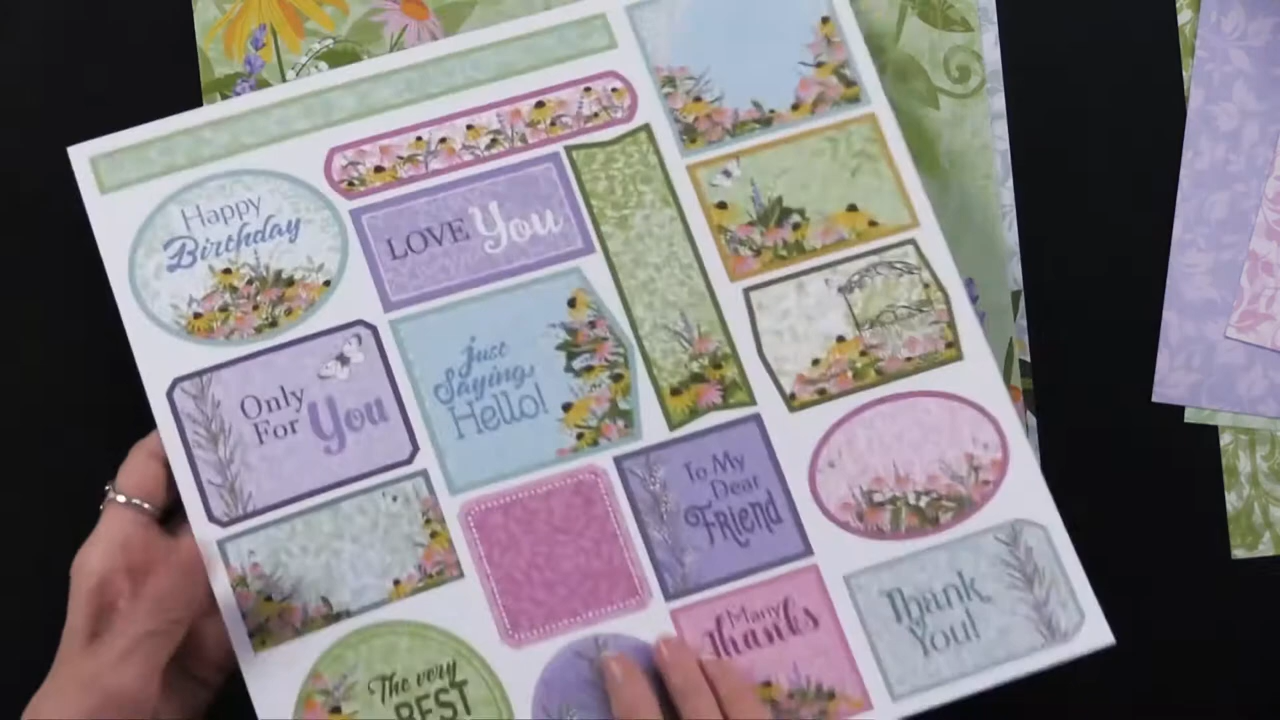 Happy
Birthday
LOVE You
Only
For You
just
Saying,
Hello!
To My
Dear
Friend
Many
Thanks
Thank
You!
The very
BEST